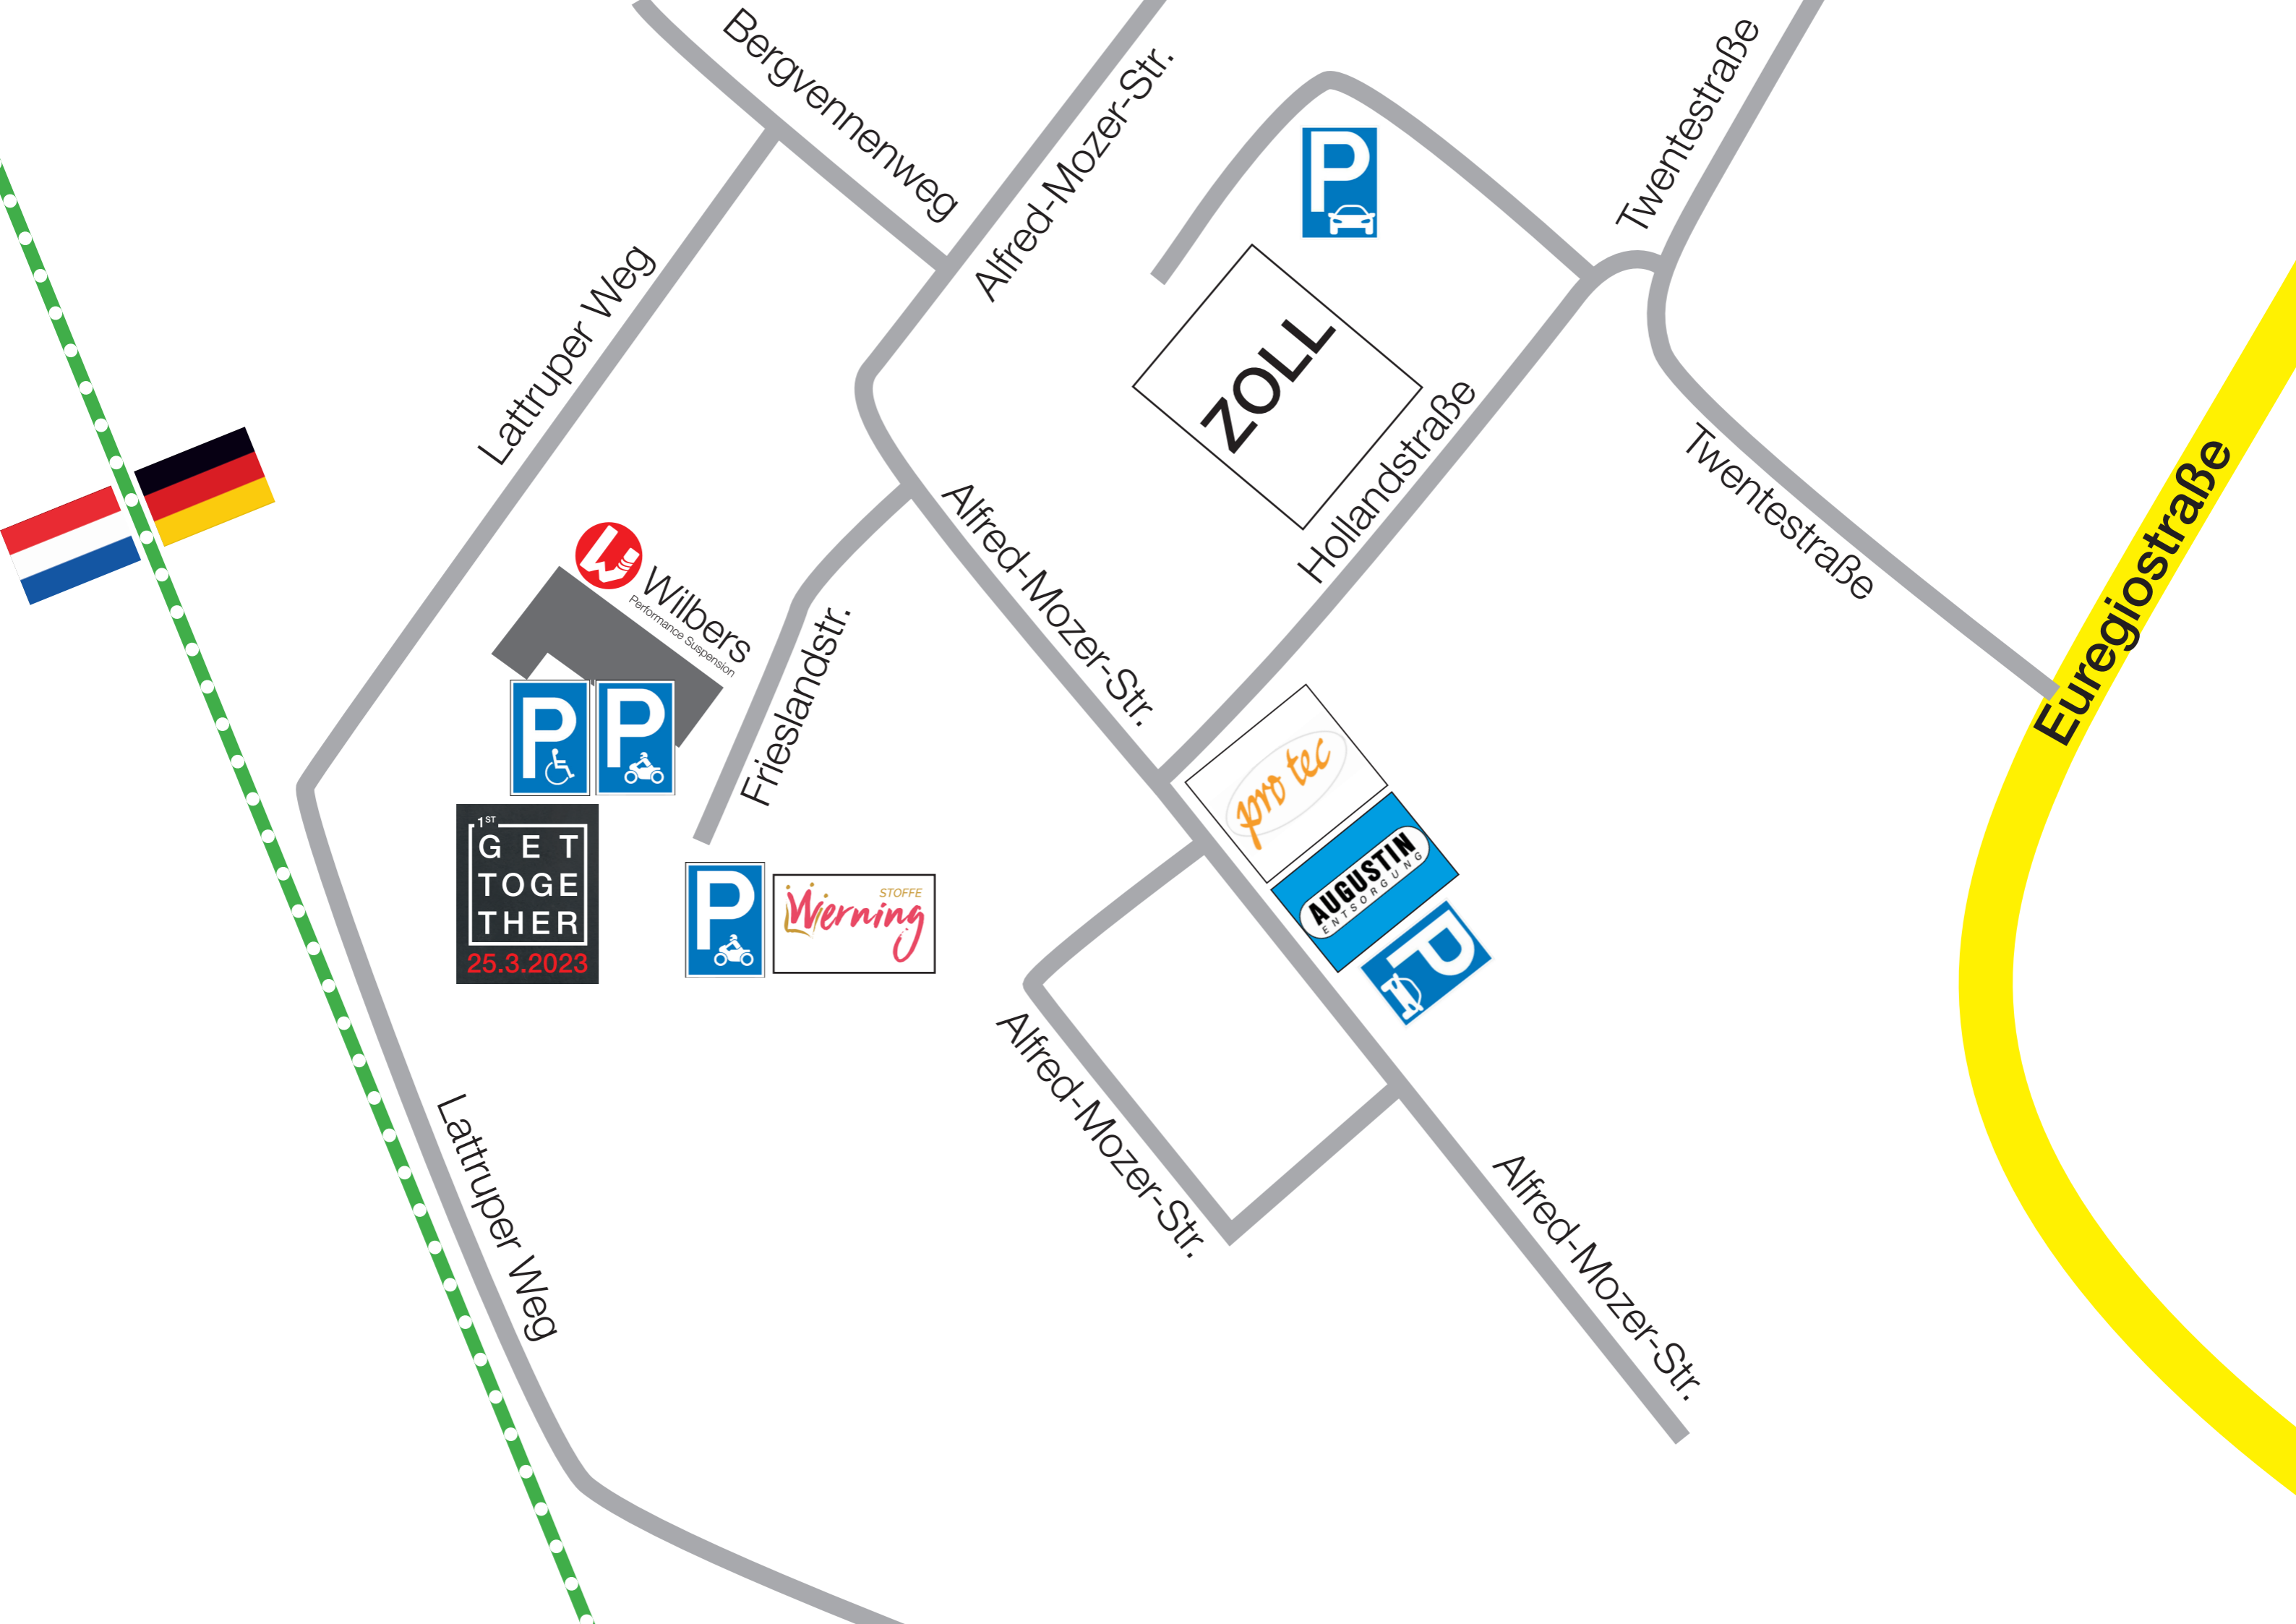 Bergvennenweg
Alfred-Mozer-Str.
Twentestraße
P
Lattruper Weg
ZOLL
Hollandstraße
Twentestraße
Euregiostraße
Alfred-Mozer-Str.
Wilbers
Performance Suspension
Frieslandstr.
P
P
pro tec
1ST
GET
TOGE
THER
25.3.2023
P
STOFFE
Werning
AUGUSTIN
ENTSORGUNG
P
Alfred-Mozer-Str.
Lattruper Weg
Alfred-Mozer-Str.